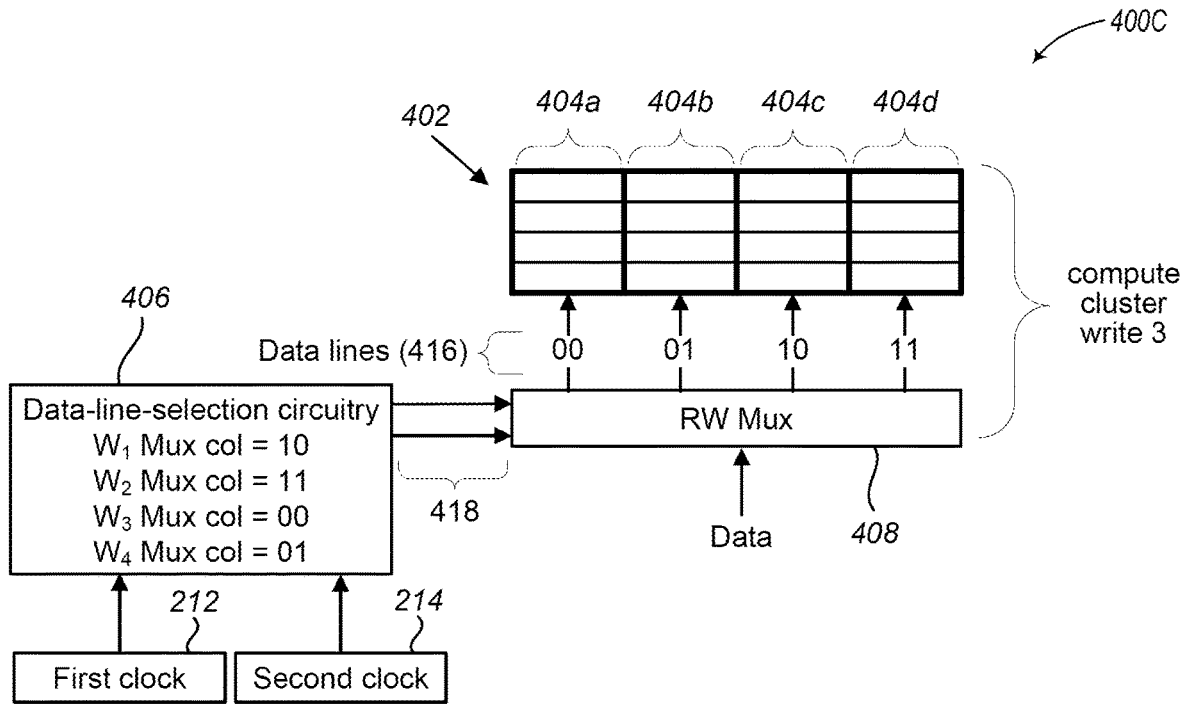 400C
404a 404b 404c 404d
402
compute
cluster
write 3
406
Data lines (416)
00 01 10 11
Data-line-selection circuitry
W₁ Mux col = 10
W₂ Mux col = 11
W₃ Mux col = 00
W₄ Mux col = 01
RW Mux
418
Data
408
212
214
First clock
Second clock